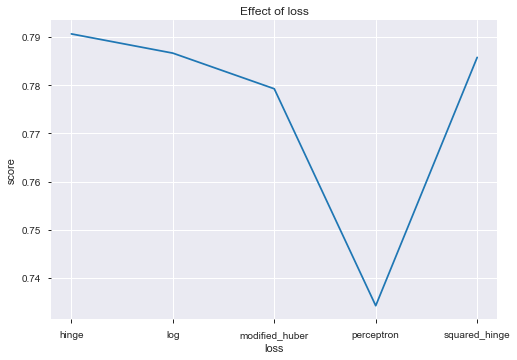 Effect of loss
0.79
0.78
0.77
0.76
0.75
0.74
score
hinge
log
modified_huber
perceptron
squared_hinge
loss